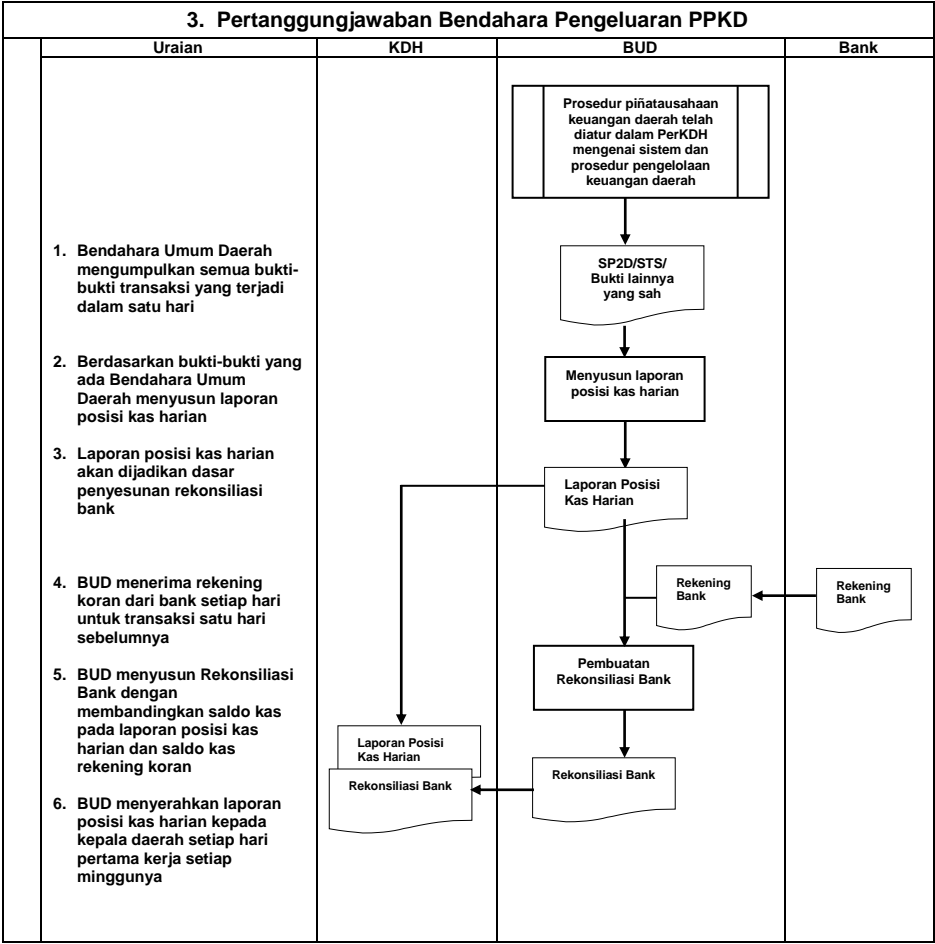 3. Pertanggungjawaban Bendahara Pengeluaran PPKD
Uraian
KDH
BUD
Bank
1. Bendahara Umum Daerah
mengumpulkan semua bukti-
bukti transaksi yang terjadi
dalam satu hari
2. Berdasarkan bukti-bukti yang
ada Bendahara Umum
Daerah menyusun laporan
posisi kas harian
3. Laporan posisi kas harian
akan dijadikan dasar
penyesunan rekonsiliasi
bank
4. BUD menerima rekening
koran dari bank setiap hari
untuk transaksi satu hari
sebelumnya
5. BUD menyusun Rekonsiliasi
Bank dengan
membandingkan saldo kas
pada laporan posisi kas
harian dan saldo kas
rekening koran
6. BUD menyerahkan laporan
posisi kas harian kepada
kepala daerah setiap hari
pertama kerja setiap
minggunya
Laporan Posisi
Kas Harian
Rekonsiliasi Bank
Prosedur piñatausahaan
keuangan daerah telah
diatur dalam PerKDH
mengenai sistem dan
prosedur pengelolaan
keuangan daerah
SP2D/STS/
Bukti lainnya
yang sah
Menyusun laporan
posisi kas harian
Laporan Posisi
Kas Harian
Rekening
Bank
Pembuatan
Rekonsiliasi Bank
Rekonsiliasi Bank
Rekening
Bank